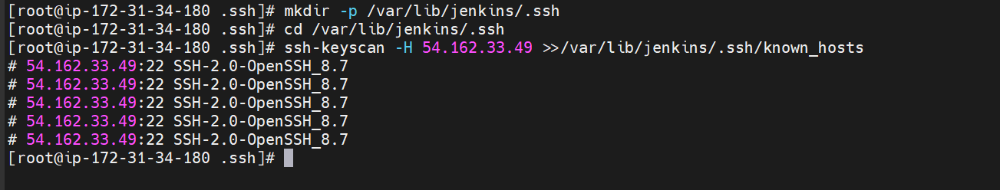 [root@ip-172-31-34-180 .ssh]# mkdir -p /var/lib/jenkins/.ssh
[root@ip-172-31-34-180 .ssh]# cd /var/lib/jenkins/.ssh
[root@ip-172-31-34-180 .ssh]# ssh-keyscan -H 54.162.33.49 >>/var/lib/jenkins/.ssh/known_hosts
# 54.162.33.49:22 SSH-2.0-OpenSSH_8.7
# 54.162.33.49:22 SSH-2.0-OpenSSH_8.7
# 54.162.33.49:22 SSH-2.0-OpenSSH_8.7
# 54.162.33.49:22 SSH-2.0-OpenSSH_8.7
# 54.162.33.49:22 SSH-2.0-OpenSSH_8.7
[root@ip-172-31-34-180 .ssh]#